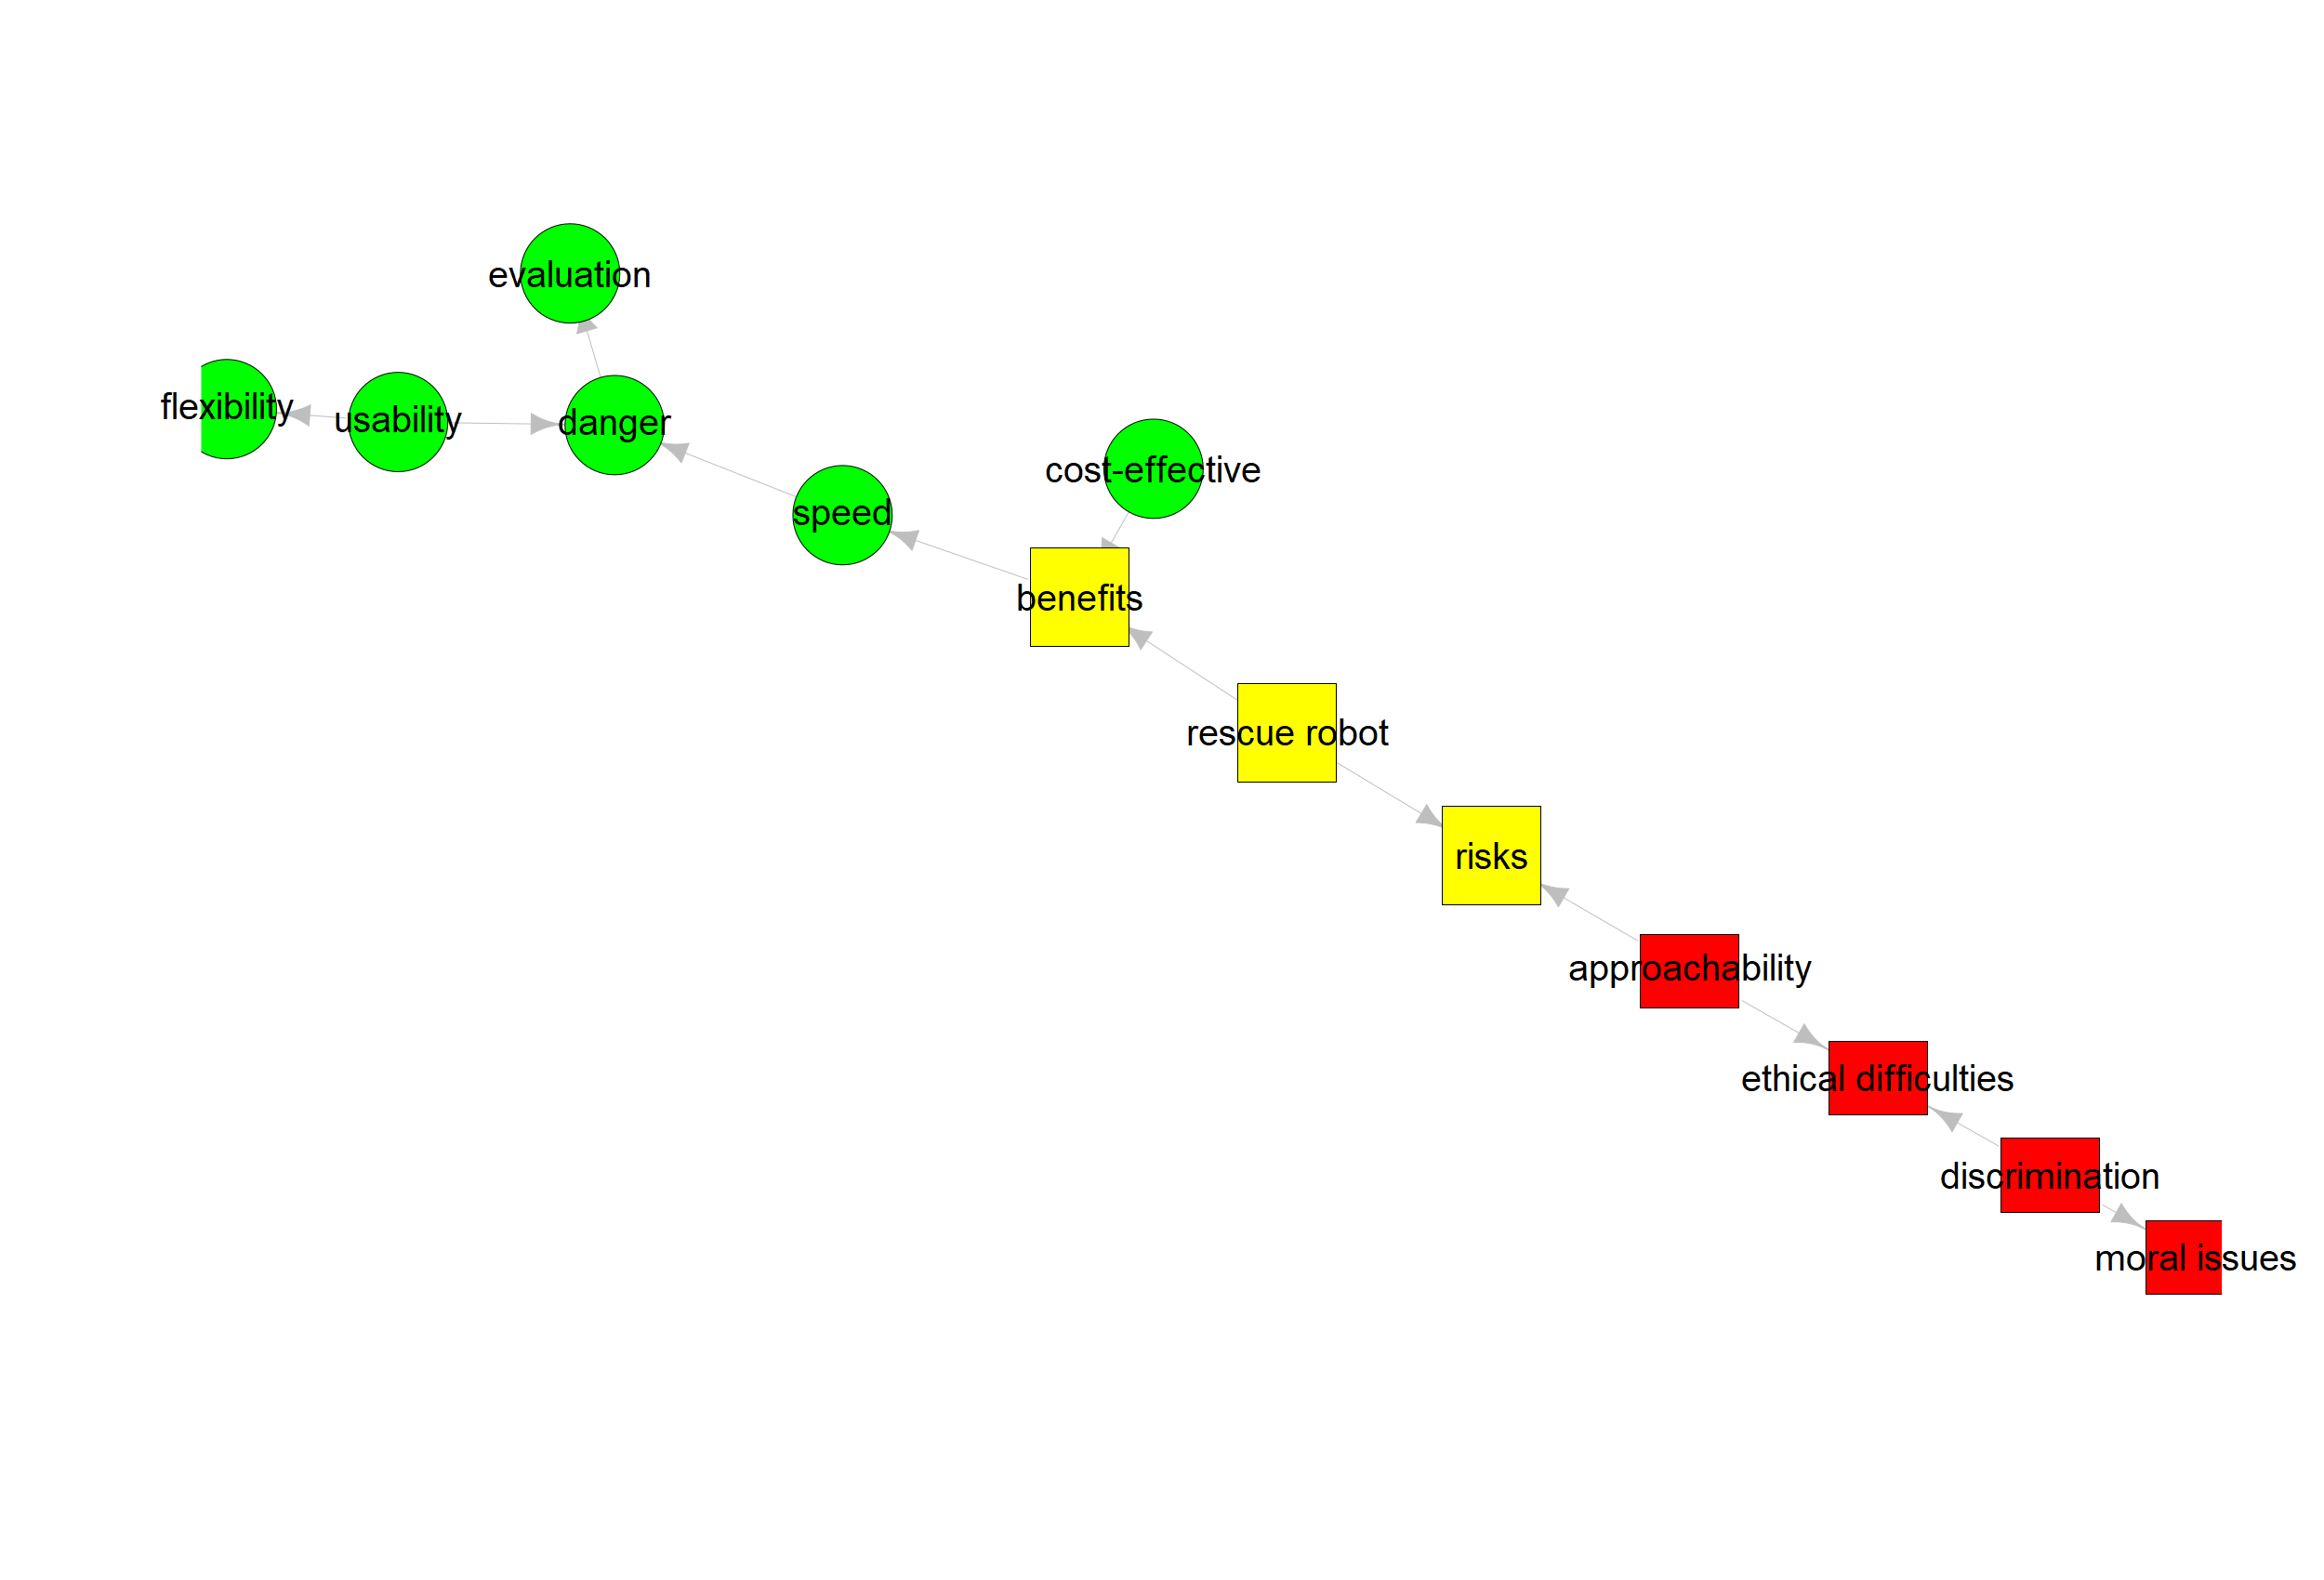 evaluation
flexibility
usability
danger
cost-effective
speed
benefits
rescue robot
risks
approachability
ethical difficulties
discrimination
moral issues